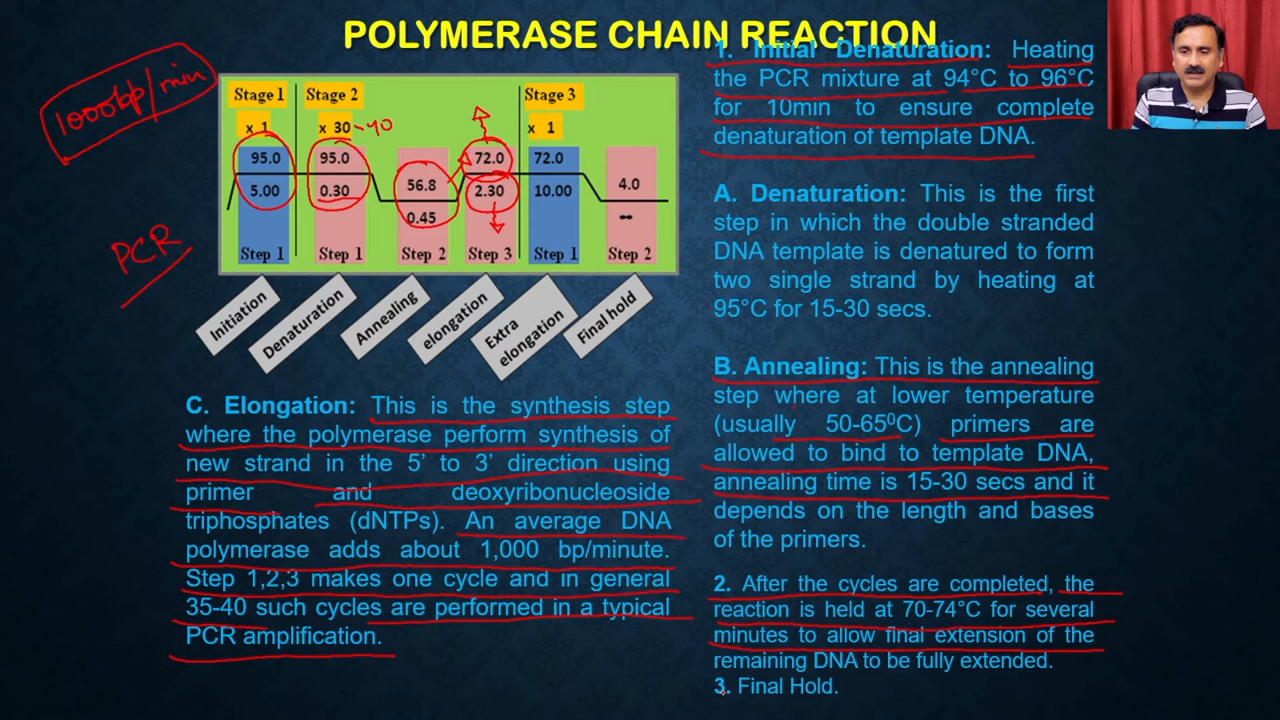 POLYMERASE CHAIN REACTION
1000bp/min
PCR
Stage 1 Stage 2 Stage 3
x 1 x 30 ~40 x 1
95.0 95.0 72.0 72.0
56.8 4.0
5.00 0.30 2.30 10.00
0.45 ∞
Step 1 Step 1 Step 2 Step 3 Step 1 Step 2
Initiation
Denaturation
Annealing
elongation
Extra
elongation
Final hold
C. Elongation: This is the synthesis step
where the polymerase perform synthesis of
new strand in the 5’ to 3’ direction using
primer and deoxyribonucleoside
triphosphates (dNTPs). An average DNA
polymerase adds about 1,000 bp/minute.
Step 1,2,3 makes one cycle and in general
35-40 such cycles are performed in a typical
PCR amplification.
1. Initial Denaturation: Heating
the PCR mixture at 94°C to 96°C
for 10min to ensure complete
denaturation of template DNA.
A. Denaturation: This is the first
step in which the double stranded
DNA template is denatured to form
two single strand by heating at
95°C for 15-30 secs.
B. Annealing: This is the annealing
step where at lower temperature
(usually 50-65⁰C) primers are
allowed to bind to template DNA,
annealing time is 15-30 secs and it
depends on the length and bases
of the primers.
2. After the cycles are completed, the
reaction is held at 70-74°C for several
minutes to allow final extension of the
remaining DNA to be fully extended.
3. Final Hold.